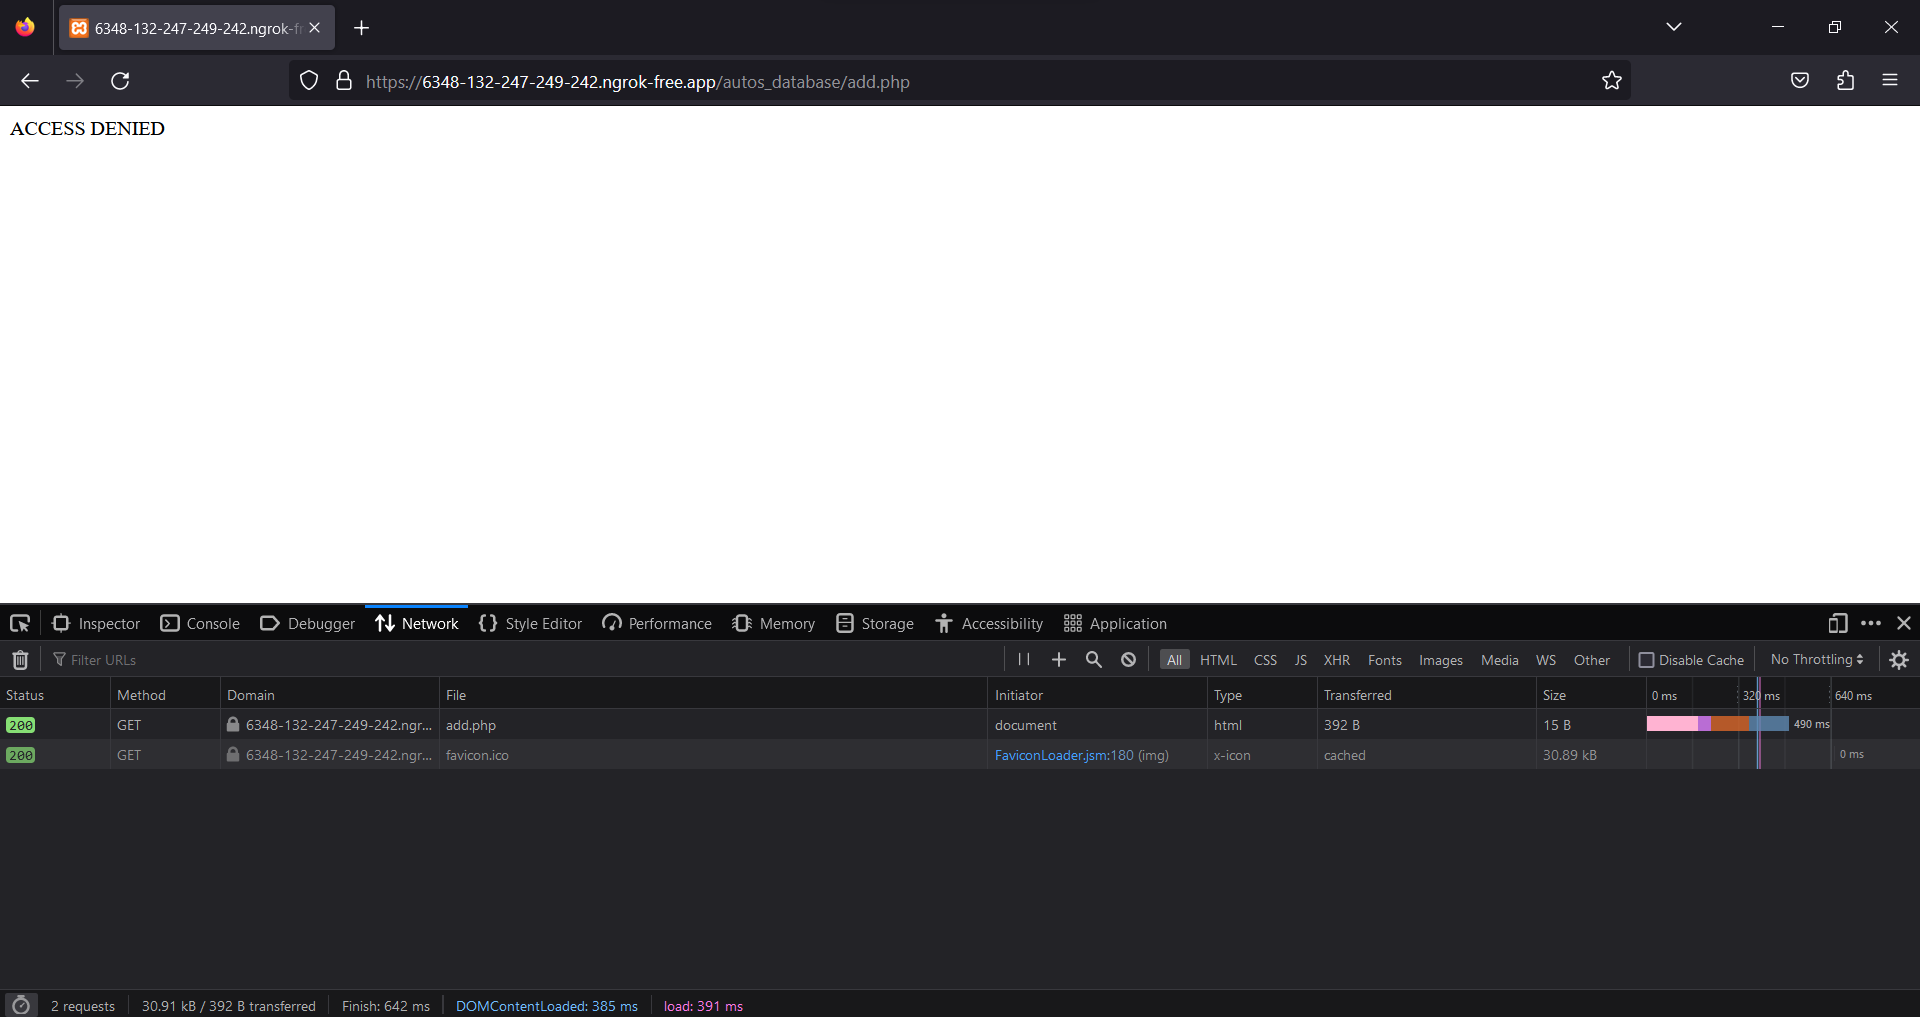 6348-132-247-249-242.ngrok-fr
https://6348-132-247-249-242.ngrok-free.app/autos_database/add.php
ACCESS DENIED
Inspector Console Debugger Network Style Editor Performance Memory Storage Accessibility Application
Filter URLs All HTML CSS JS XHR Fonts Images Media WS Other Disable Cache No Throttling
Status Method Domain File Initiator Type Transferred Size 0 ms 320 ms 640 ms
200 GET 6348-132-247-249-242.ngr... add.php document html 392 B 15 B 490 ms
200 GET 6348-132-247-249-242.ngr... favicon.ico FaviconLoader.jsm:180 (img) x-icon cached 30.89 kB 0 ms
2 requests 30.91 kB / 392 B transferred Finish: 642 ms DOMContentLoaded: 385 ms load: 391 ms